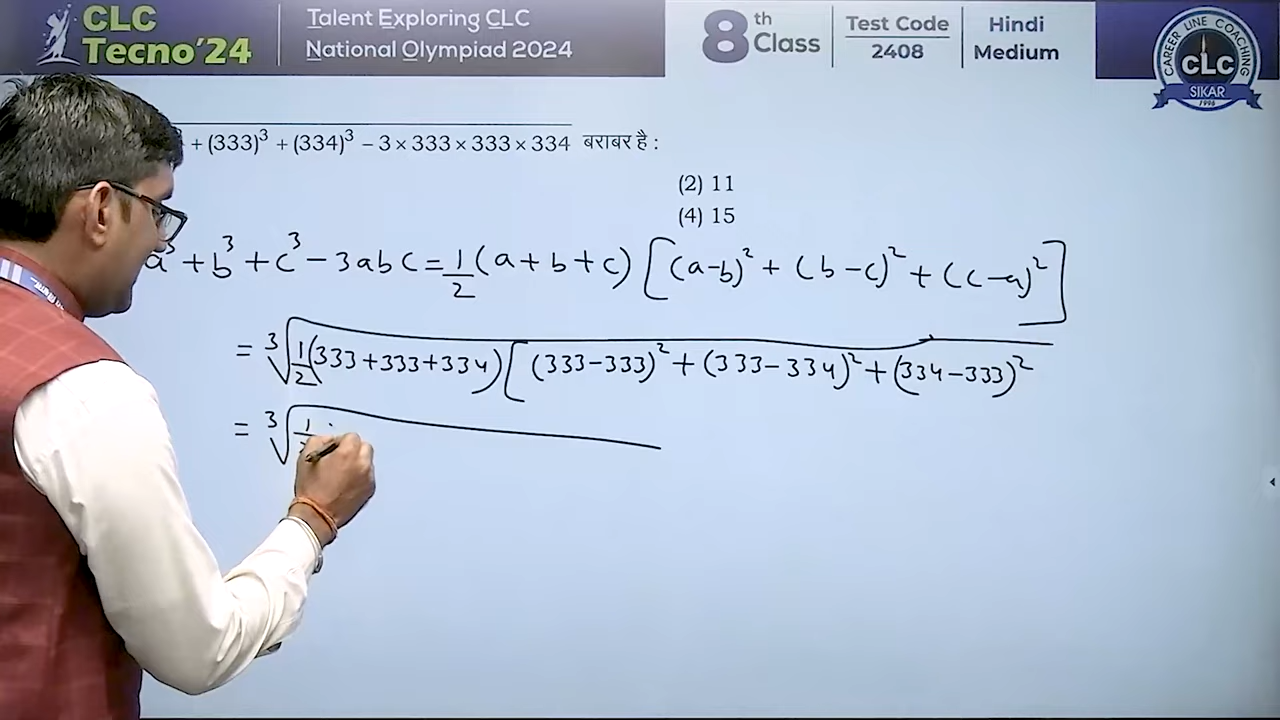 CLC
Tecno'24
Talent Exploring CLC
National Olympiad 2024
8th Class
Test Code
2408
Hindi
Medium
CAREER LINE COACHING
CLC
SIKAR
1996
+ (333)³ + (334)³ − 3 × 333 × 333 × 334 बराबर है :
(2) 11
(4) 15
a³ + b³ + c³ - 3abc = 1/2 (a + b + c) [(a-b)² + (b-c)² + (c-a)²]
= ∛1/2(333+333+334)[(333-333)² + (333-334)² + (334-333)²
= ∛1